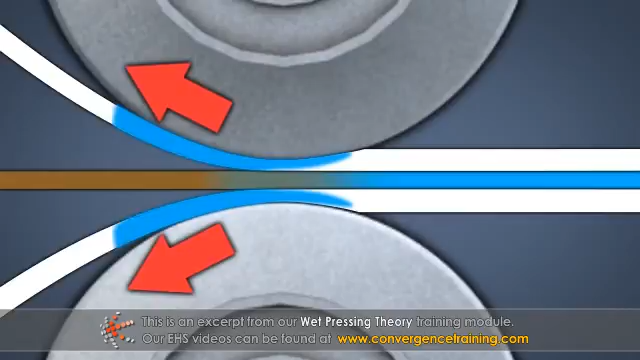 This is an excerpt from our Wet Pressing Theory training module.
Our EHS videos can be found at www.convergencetraining.com